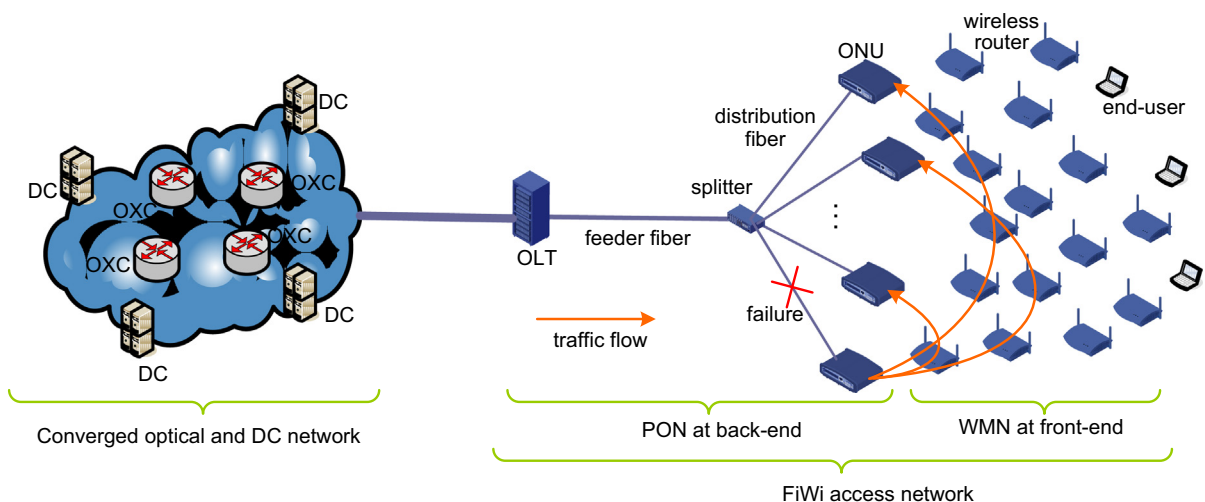 wireless
router
ONU
DC
end-user
distribution
fiber
DC
OXC
splitter
OXC
OXC
⋮
feeder fiber
OLT
OXC
failure
DC
traffic flow
DC
Converged optical and DC network
PON at back-end
WMN at front-end
FiWi access network